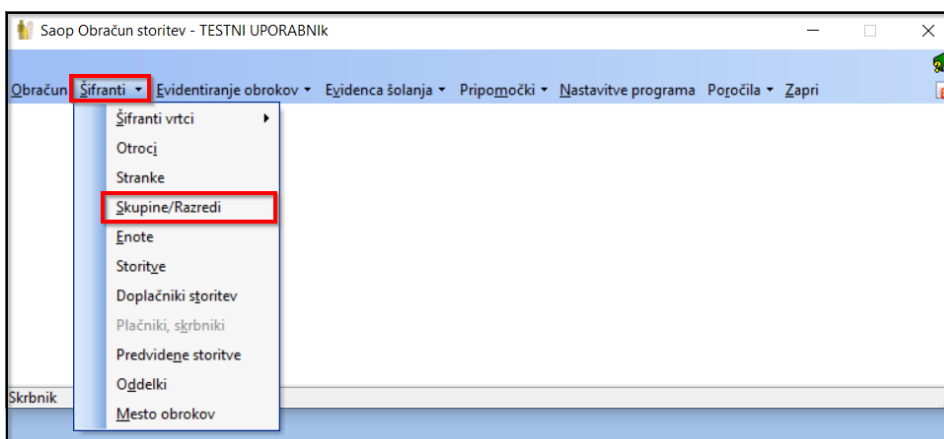 Saop Obračun storitev - TESTNI UPORABNIk
Obračun Šifranti Evidentiranje obrokov Evidenca šolanja Pripomočki Nastavitve programa Poročila Zapri
Šifranti vrtci
Otroci
Stranke
Skupine/Razredi
Enote
Storitve
Doplačniki storitev
Plačniki, skrbniki
Predvidene storitve
Oddelki
Mesto obrokov
Skrbnik